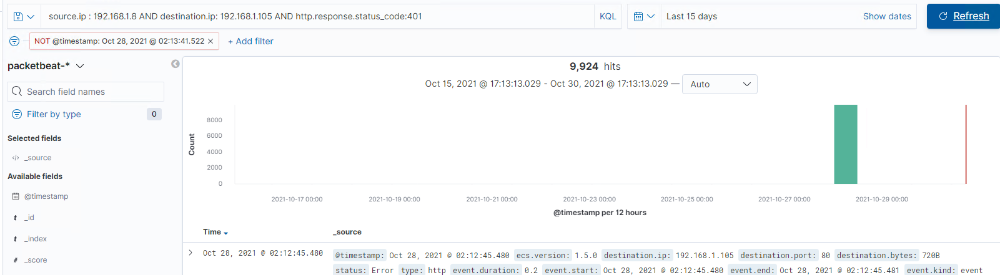 source.ip : 192.168.1.8 AND destination.ip: 192.168.1.105 AND http.response.status_code:401 KQL Last 15 days Show dates Refresh
NOT @timestamp: Oct 28, 2021 @ 02:13:41.522 × + Add filter
packetbeat-*
Search field names
Filter by type 0
Selected fields
</> _source
Available fields
@timestamp
t _id
t _index
# _score
9,924 hits
Oct 15, 2021 @ 17:13:13.029 - Oct 30, 2021 @ 17:13:13.029 — Auto
Count
8000
6000
4000
2000
0
2021-10-17 00:00 2021-10-19 00:00 2021-10-21 00:00 2021-10-23 00:00 2021-10-25 00:00 2021-10-27 00:00 2021-10-29 00:00
@timestamp per 12 hours
Time _source
Oct 28, 2021 @ 02:12:45.480 @timestamp: Oct 28, 2021 @ 02:12:45.480 ecs.version: 1.5.0 destination.ip: 192.168.1.105 destination.port: 80 destination.bytes: 720B
status: Error type: http event.duration: 0.2 event.start: Oct 28, 2021 @ 02:12:45.480 event.end: Oct 28, 2021 @ 02:12:45.481 event.kind: event